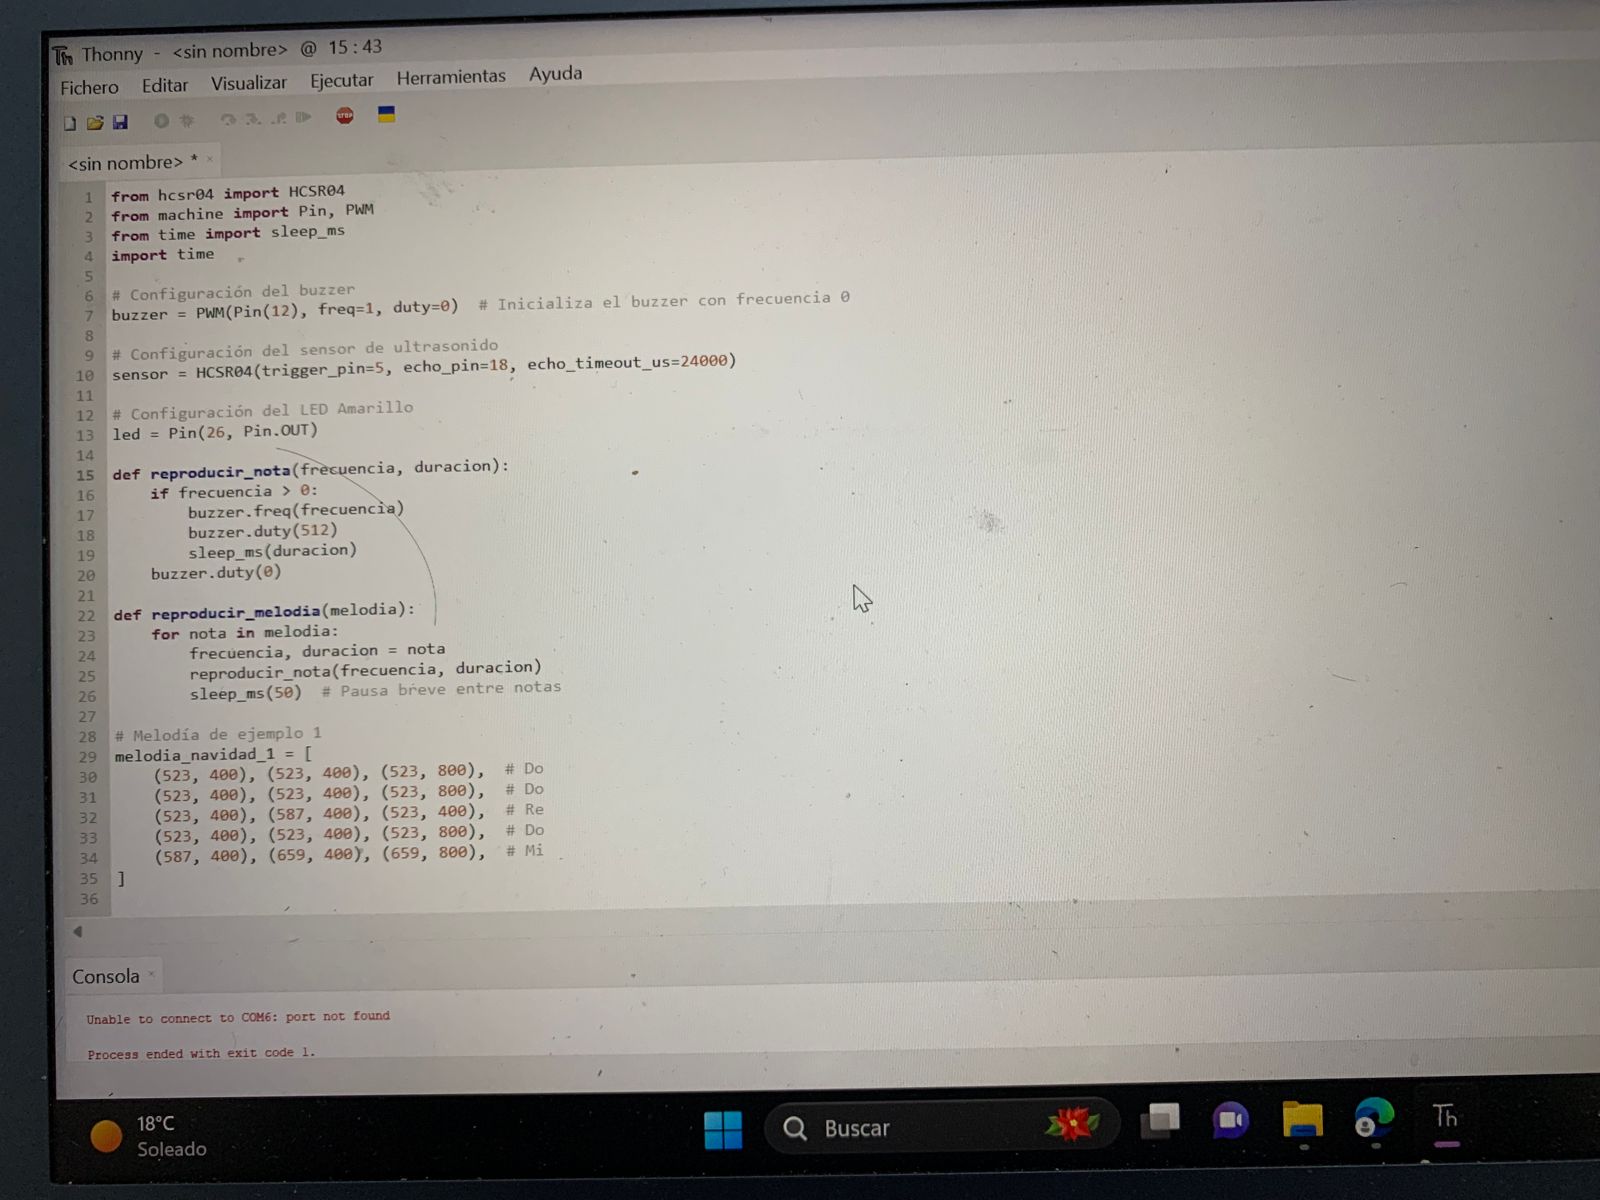 Th Thonny - <sin nombre> @ 15 : 43
Fichero Editar Visualizar Ejecutar Herramientas Ayuda
STOP
<sin nombre> * ×
1 from hcsr04 import HCSR04
2 from machine import Pin, PWM
3 from time import sleep_ms
4 import time
5
6 # Configuración del buzzer
7 buzzer = PWM(Pin(12), freq=1, duty=0)  # Inicializa el buzzer con frecuencia 0
8
9 # Configuración del sensor de ultrasonido
10 sensor = HCSR04(trigger_pin=5, echo_pin=18, echo_timeout_us=24000)
11
12 # Configuración del LED Amarillo
13 led = Pin(26, Pin.OUT)
14
15 def reproducir_nota(frecuencia, duracion):
16     if frecuencia > 0:
17         buzzer.freq(frecuencia)
18         buzzer.duty(512)
19         sleep_ms(duracion)
20     buzzer.duty(0)
21
22 def reproducir_melodia(melodia):
23     for nota in melodia:
24         frecuencia, duracion = nota
25         reproducir_nota(frecuencia, duracion)
26         sleep_ms(50)  # Pausa breve entre notas
27
28 # Melodía de ejemplo 1
29 melodia_navidad_1 = [
30     (523, 400), (523, 400), (523, 800),  # Do
31     (523, 400), (523, 400), (523, 800),  # Do
32     (523, 400), (587, 400), (523, 400),  # Re
33     (523, 400), (523, 400), (523, 800),  # Do
34     (587, 400), (659, 400), (659, 800),  # Mi
35 ]
36
Consola ×
Unable to connect to COM6: port not found
Process ended with exit code 1.
18°C
Soleado
Buscar
Th